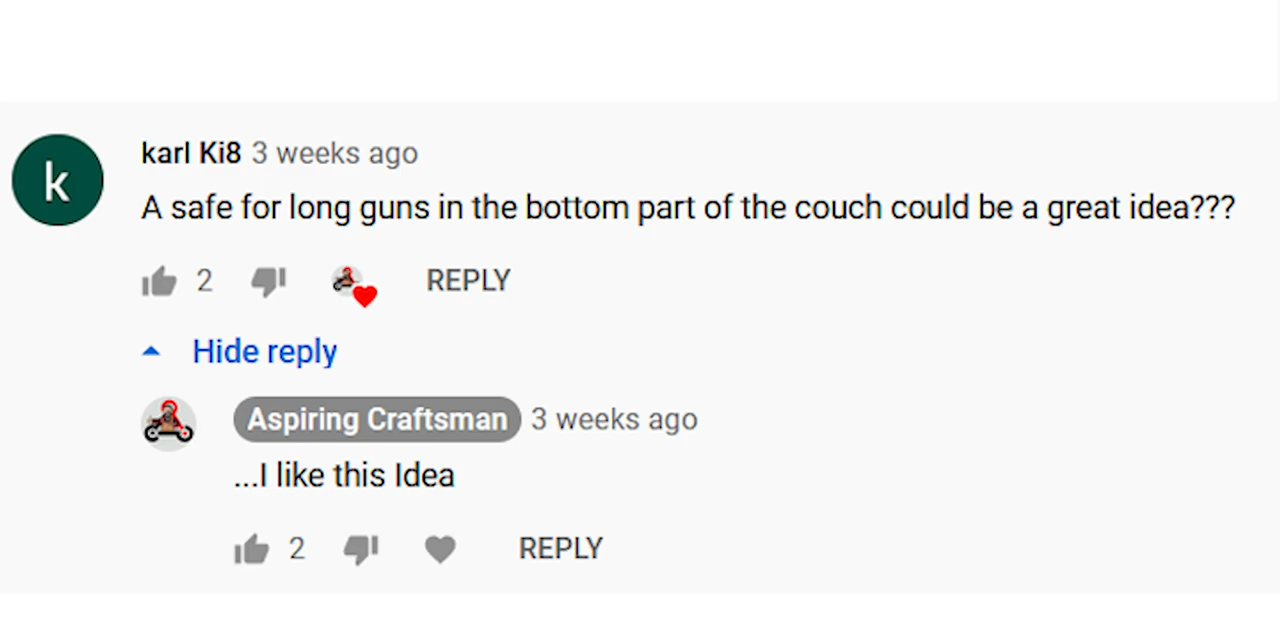 k
karl Ki8 3 weeks ago
A safe for long guns in the bottom part of the couch could be a great idea???
2 REPLY
Hide reply
Aspiring Craftsman 3 weeks ago
...I like this Idea
2 REPLY